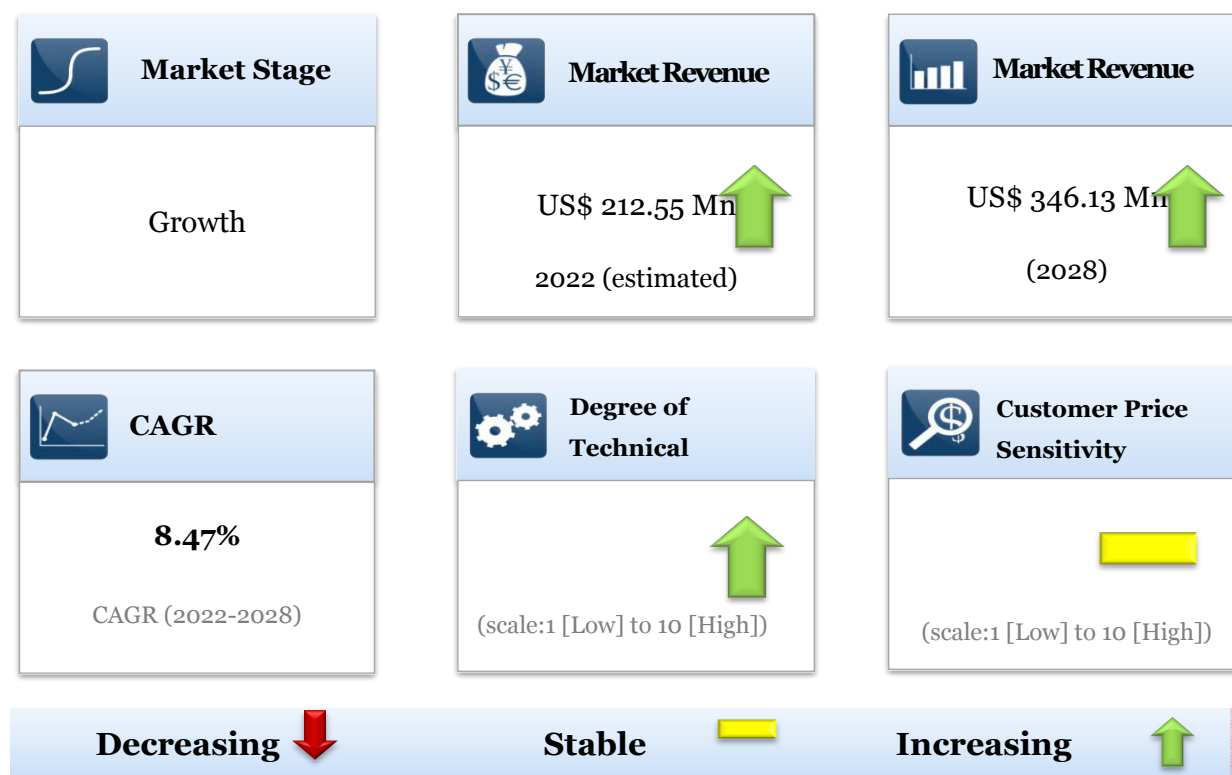 Market Stage
Growth
Market Revenue
US$ 212.55 Mn
2022 (estimated)
Market Revenue
US$ 346.13 Mn
(2028)
CAGR
8.47%
CAGR (2022-2028)
Degree of
Technical
(scale:1 [Low] to 10 [High])
Customer Price
Sensitivity
(scale:1 [Low] to 10 [High])
Decreasing
Stable
Increasing